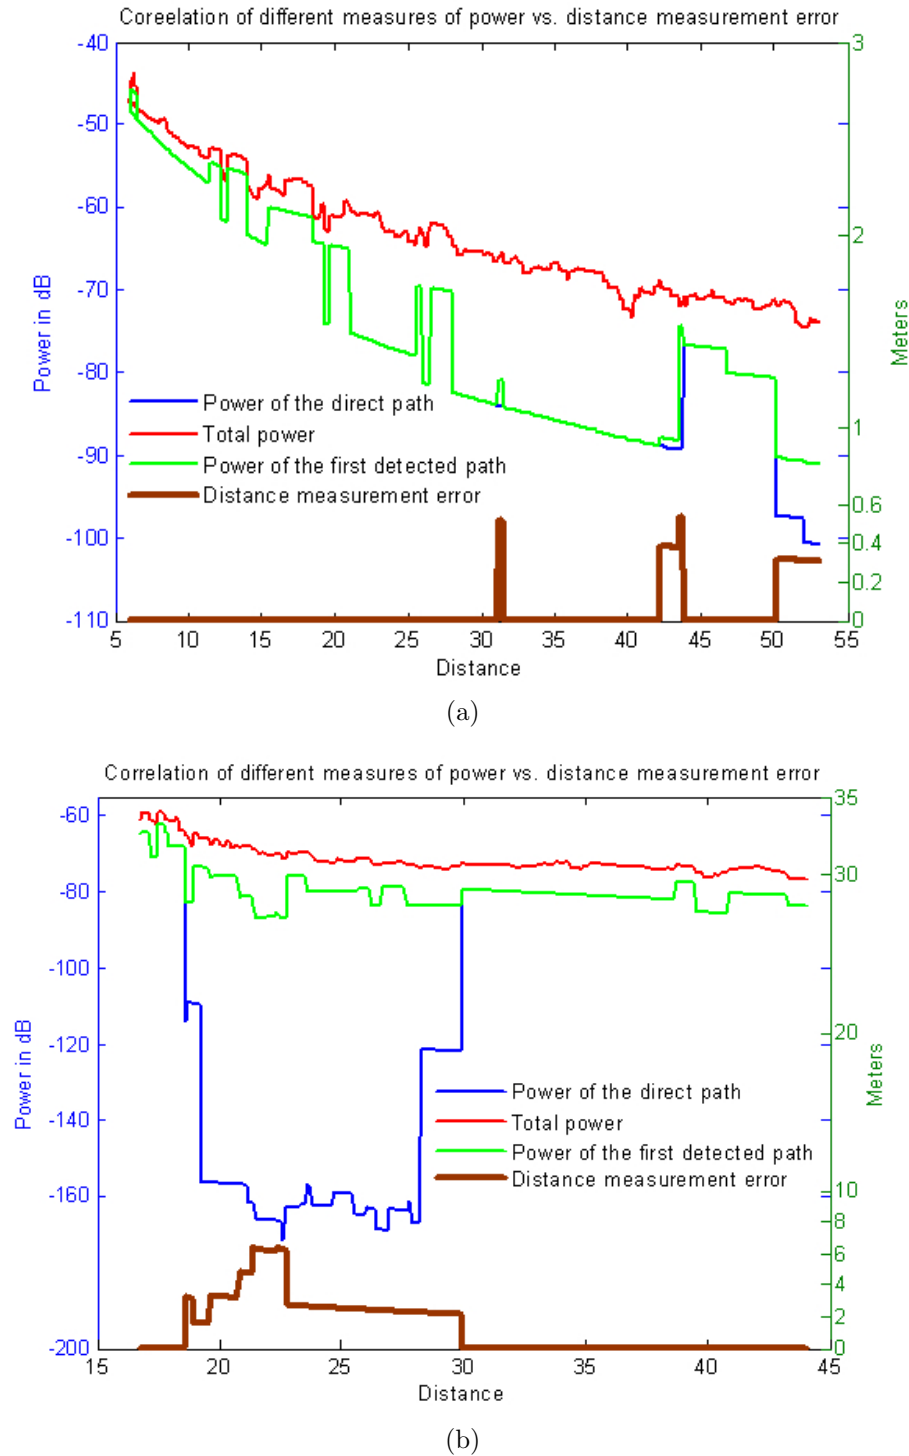 Coreelation of different measures of power vs. distance measurement error
-40
-50
-60
-70
-80
-90
-100
-110
Power in dB
3
2
1
0.6
0.4
0.2
0
Meters
Power of the direct path
Total power
Power of the first detected path
Distance measurement error
5 10 15 20 25 30 35 40 45 50 55
Distance
(a)
Correlation of different measures of power vs. distance measurement error
-60
-80
-100
-120
-140
-160
-200
Power in dB
35
30
20
10
8
6
4
2
0
Meters
Power of the direct path
Total power
Power of the first detected path
Distance measurement error
15 20 25 30 35 40 45
Distance
(b)